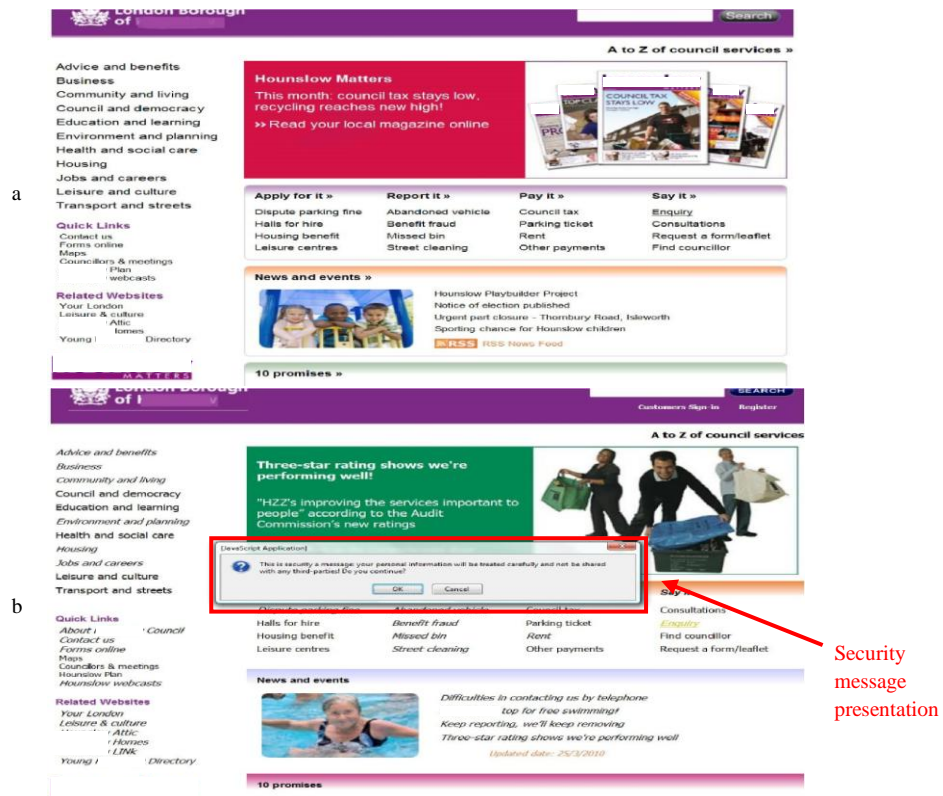 London Borough
of
Search
A to Z of council services »
Advice and benefits
Business
Community and living
Council and democracy
Education and learning
Environment and planning
Health and social care
Housing
Jobs and careers
Leisure and culture
Transport and streets
Quick Links
Contact us
Forms online
Maps
Councillors & meetings
Plan
webcasts
Related Websites
Your London
Leisure & culture
Attic
Homes
Young Directory
MATTERS
a
Hounslow Matters
This month: council tax stays low,
recycling reaches new high!
»» Read your local magazine online
COUNCIL TAX
STAYS LOW
Apply for it »
Dispute parking fine
Halls for hire
Housing benefit
Leisure centres
Report it »
Abandoned vehicle
Benefit fraud
Missed bin
Street cleaning
Pay it »
Council tax
Parking ticket
Rent
Other payments
Say it »
Enquiry
Consultations
Request a form/leaflet
Find councillor
News and events »
Hounslow Playbuilder Project
Notice of election published
Urgent part closure - Thornbury Road, Isleworth
Sporting chance for Hounslow children
RSS RSS News Feed
10 promises »
London Borough
of
SEARCH
Customers Sign-in Register
A to Z of council services
Advice and benefits
Business
Community and living
Council and democracy
Education and learning
Environment and planning
Health and social care
Housing
Jobs and careers
Leisure and culture
Transport and streets
Quick Links
About Council
Contact us
Forms online
Maps
Councillors & meetings
Hounslow Plan
Hounslow webcasts
Related Websites
Your London
Leisure & culture
Attic
Homes
LINk
Young Directory
b
Three-star rating shows we're
performing well!
"HZZ's improving the services important to
people" according to the Audit
Commission's new ratings
[JavaScript Application]
This is security a message your personal information will be treated carefully and not be shared
with any third-parties! Do you continue?
OK Cancel
Dispute parking fine
Halls for hire
Housing benefit
Leisure centres
Abandoned vehicle
Benefit fraud
Missed bin
Street cleaning
Council tax
Parking ticket
Rent
Other payments
Say
Consultations
Enquiry
Find councillor
Request a form/leaflet
News and events
Difficulties in contacting us by telephone
top for free swimming!
Keep reporting, we'll keep removing
Three-star rating shows we're performing well
Updated date: 25/3/2010
10 promises
Security
message
presentation